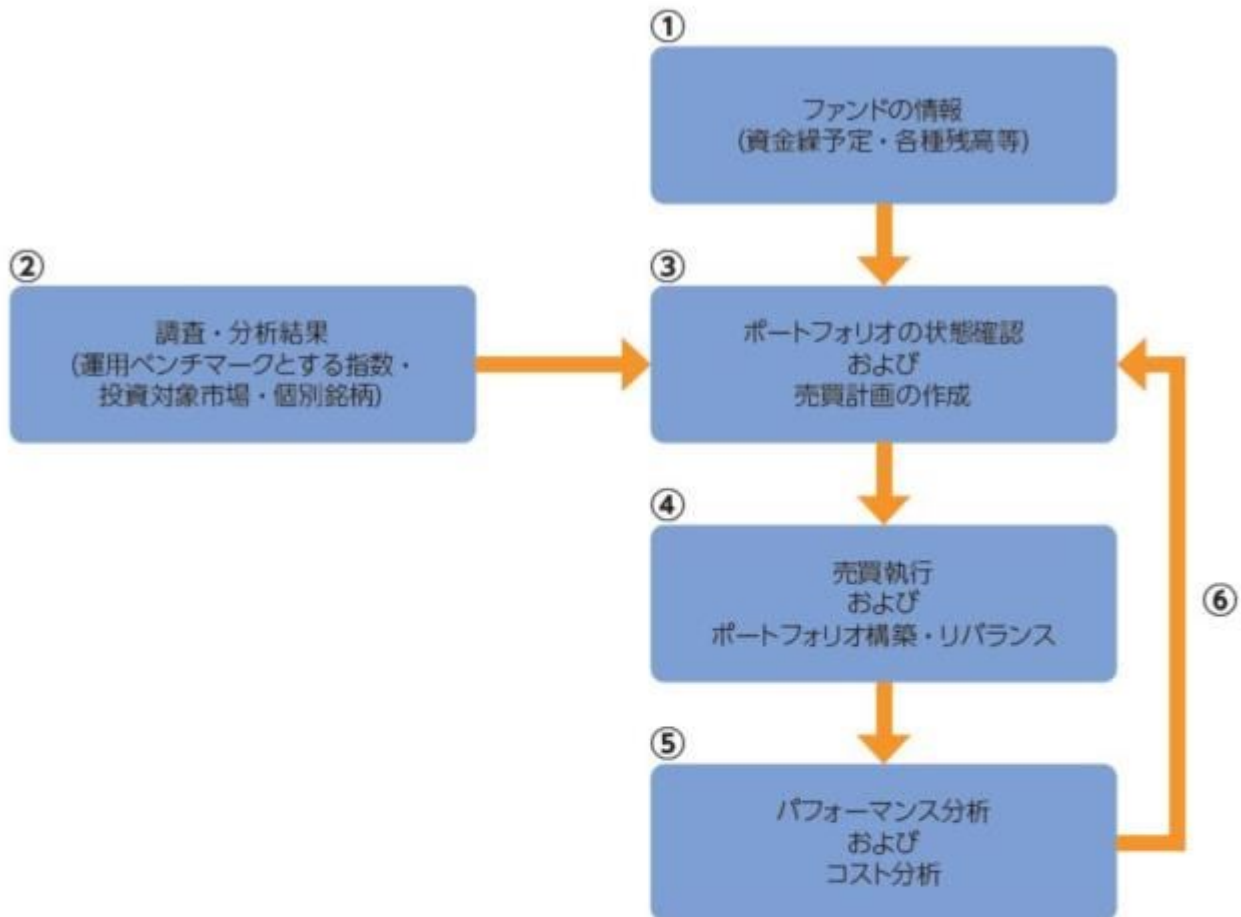 ①
ファンドの情報
(資金繰予定・各種残高等)
②
調査・分析結果
(運用ベンチマークとする指数・
投資対象市場・個別銘柄)
③
ポートフォリオの状態確認
および
売買計画の作成
④
売買執行
および
ポートフォリオ構築・リバランス
⑤
パフォーマンス分析
および
コスト分析
⑥